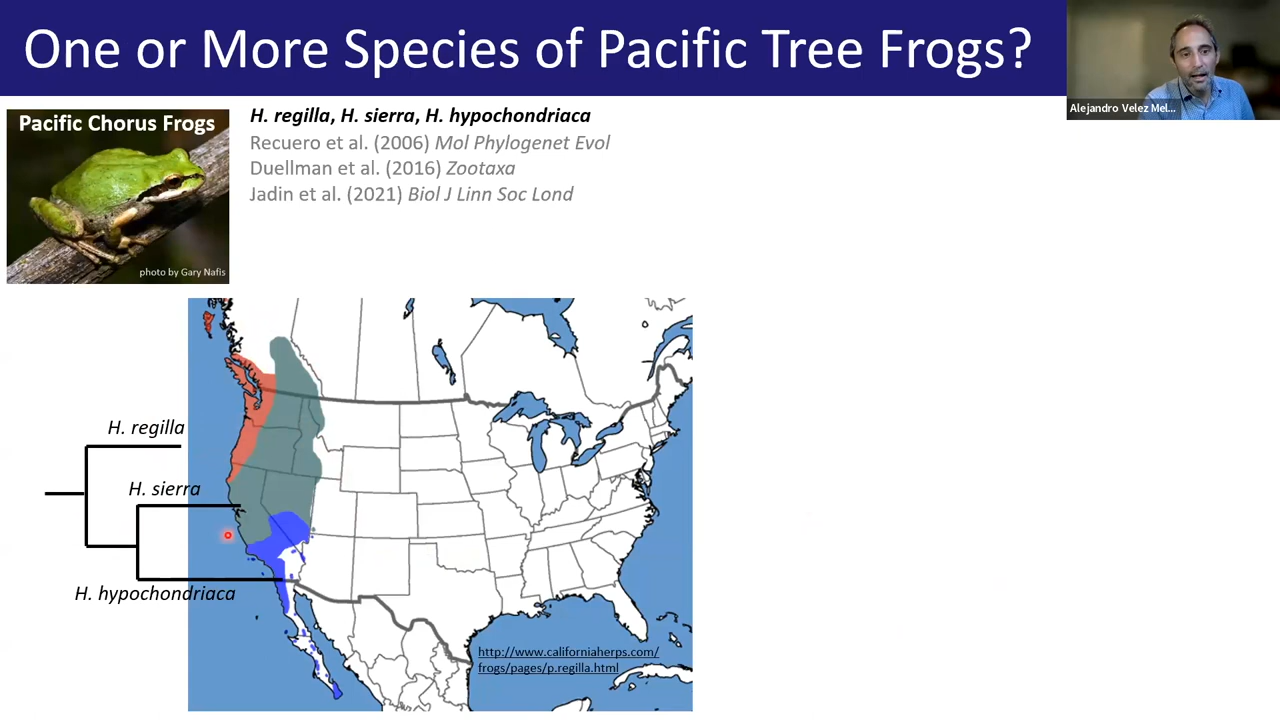 One or More Species of Pacific Tree Frogs?
Alejandro Velez Mel...
Pacific Chorus Frogs
photo by Gary Nafis
H. regilla, H. sierra, H. hypochondriaca
Recuero et al. (2006) Mol Phylogenet Evol
Duellman et al. (2016) Zootaxa
Jadin et al. (2021) Biol J Linn Soc Lond
H. regilla
H. sierra
H. hypochondriaca
http://www.californiaherps.com/
frogs/pages/p.regilla.html